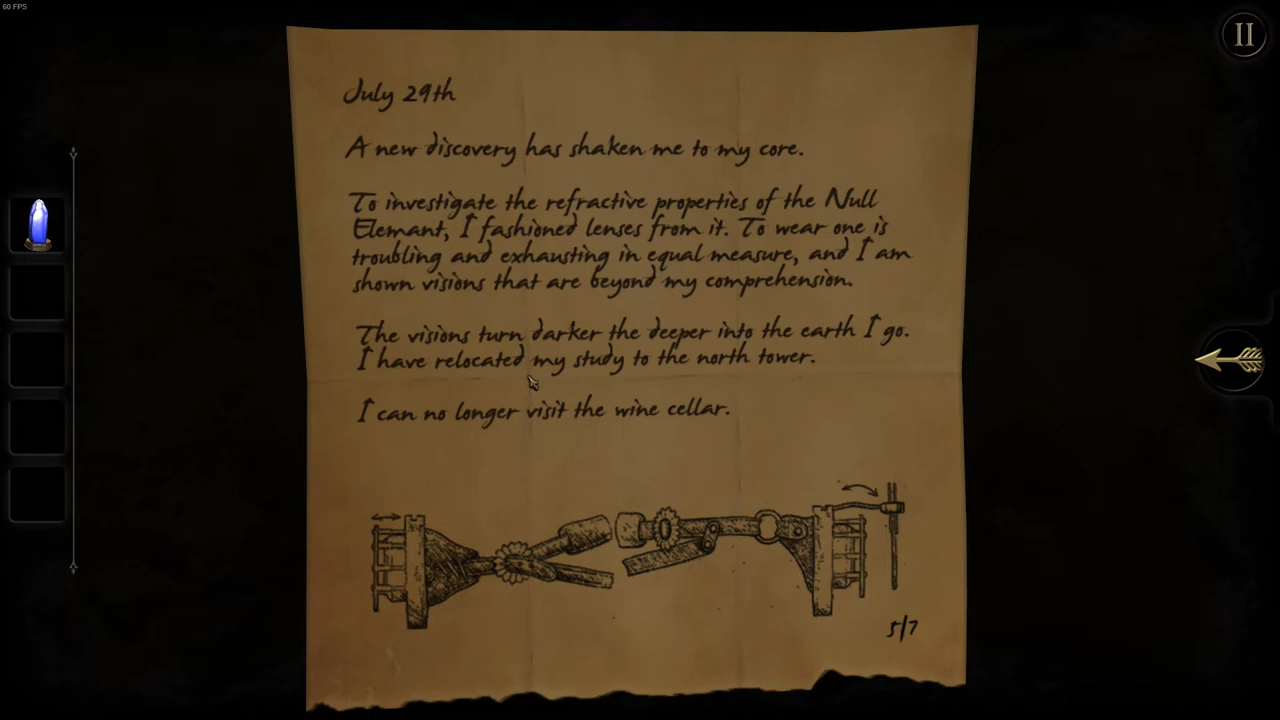 60 FPS
II
July 29th
A new discovery has shaken me to my core.
To investigate the refractive properties of the Null
Elemant, I fashioned lenses from it. To wear one is
troubling and exhausting in equal measure, and I am
shown visions that are beyond my comprehension.
The visions turn darker the deeper into the earth I go.
I have relocated my study to the north tower.
I can no longer visit the wine cellar.
5/7